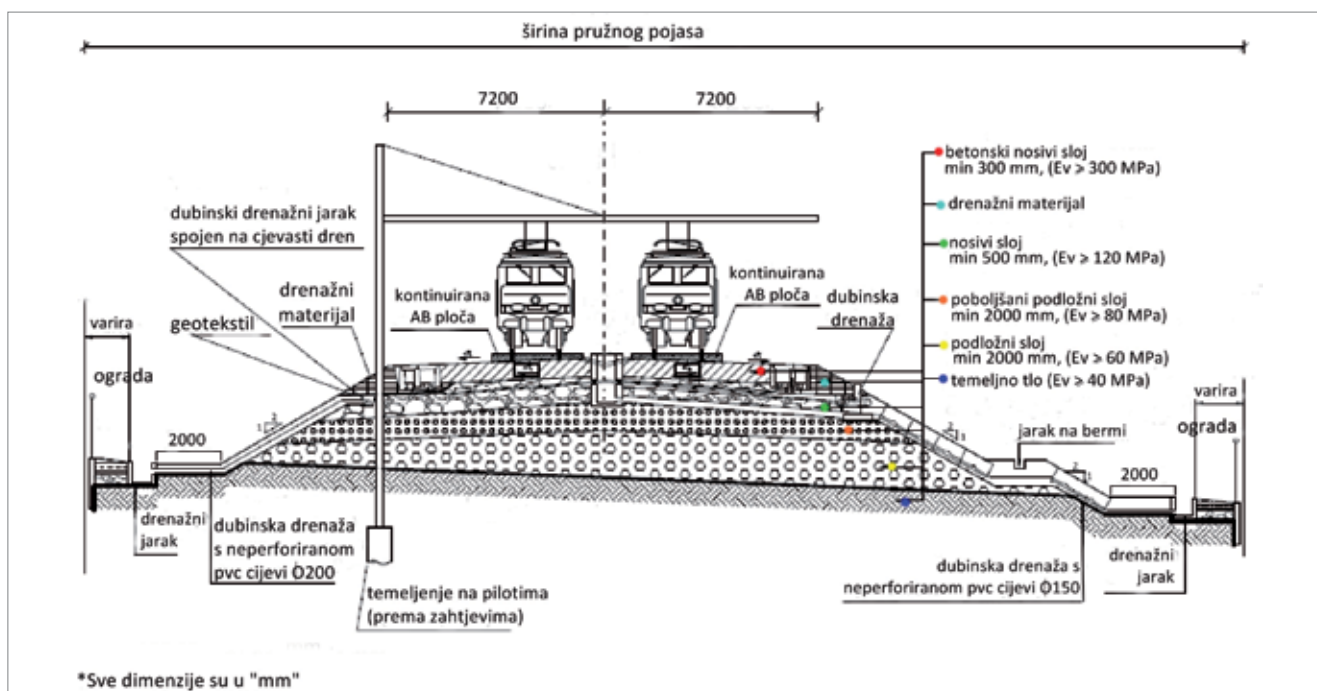 širina pružnog pojasa
7200
7200
betonski nosivi sloj
min 300 mm, (Ev ≥ 300 MPa)
drenažni materijal
nosivi sloj
min 500 mm, (Ev ≥ 120 MPa)
poboljšani podložni sloj
min 2000 mm, (Ev ≥ 80 MPa)
podložni sloj
min 2000 mm, (Ev ≥ 60 MPa)
temeljno tlo (Ev ≥ 40 MPa)
dubinski drenažni jarak
spojen na cjevasti dren
drenažni
materijal
geotekstil
kontinuirana
AB ploča
kontinuirana
AB ploča
dubinska
drenaža
varira
ograda
2000
drenažni
jarak
dubinska drenaža
s neperforiranom
pvc cijevi Ò200
temeljenje na pilotima
(prema zahtjevima)
varira
ograda
jarak na bermi
2
1
2000
dubinska drenaža s
neperforiranom pvc cijevi Ò150
drenažni
jarak
*Sve dimenzije su u "mm"